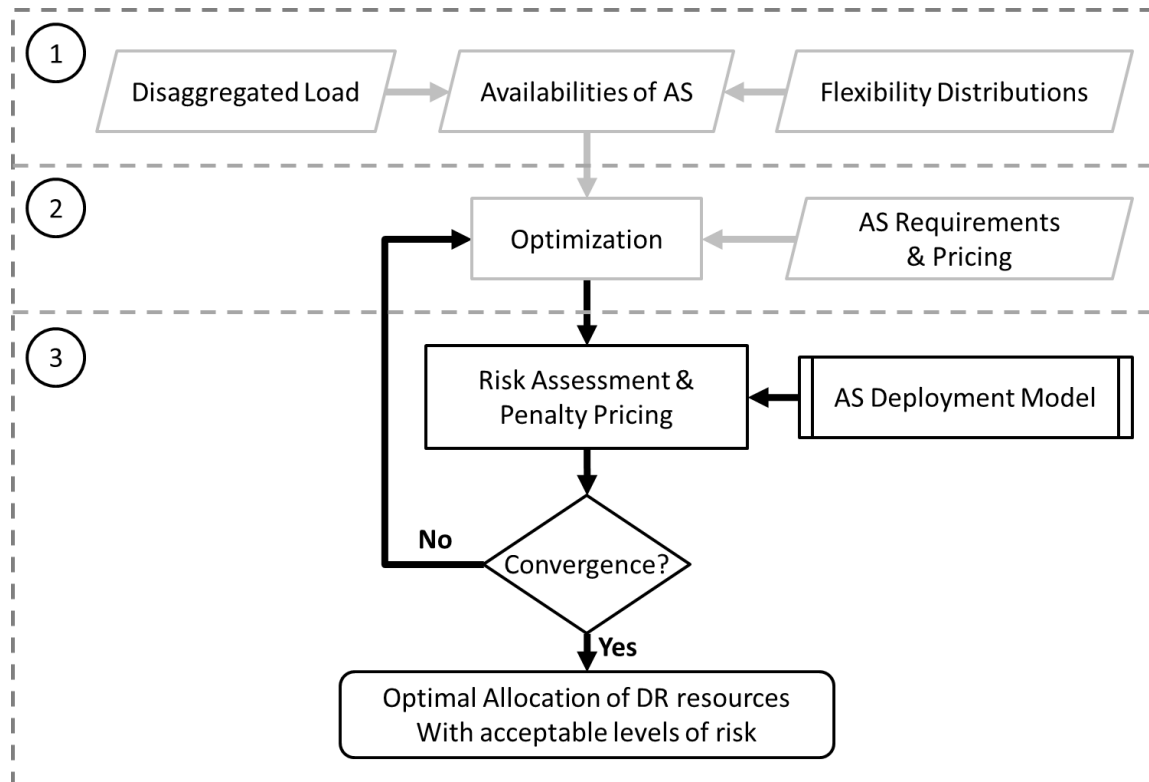 1
Disaggregated Load
Availabilities of AS
Flexibility Distributions
2
Optimization
AS Requirements
& Pricing
3
Risk Assessment &
Penalty Pricing
AS Deployment Model
No
Convergence?
Yes
Optimal Allocation of DR resources
With acceptable levels of risk